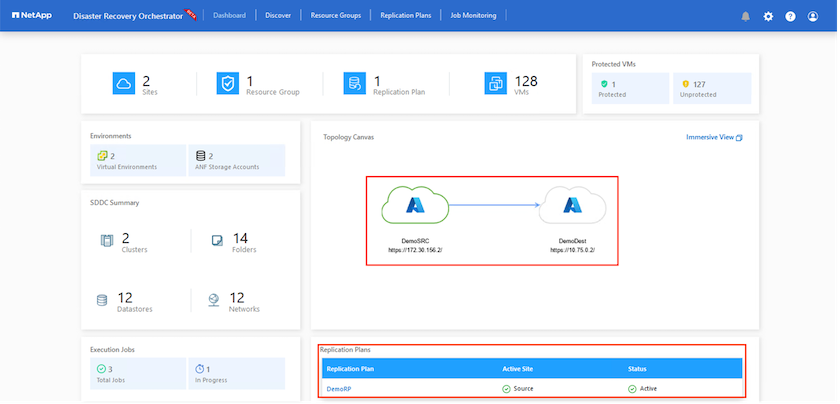 NetApp
Disaster Recovery Orchestrator BETA
Dashboard
Discover
Resource Groups
Replication Plans
Job Monitoring
2
Sites
1
Resource Group
1
Replication Plan
128
VMs
Protected VMs
1
Protected
127
Unprotected
Environments
2
Virtual Environments
2
ANF Storage Accounts
Topology Canvas
Immersive View
DemoSRC
https://172.30.156.2/
DemoDest
https://10.75.0.2/
SDDC Summary
2
Clusters
14
Folders
12
Datastores
12
Networks
Execution Jobs
3
Total Jobs
1
In Progress
Replication Plans
Replication Plan Active Site Status
DemoRP Source Active